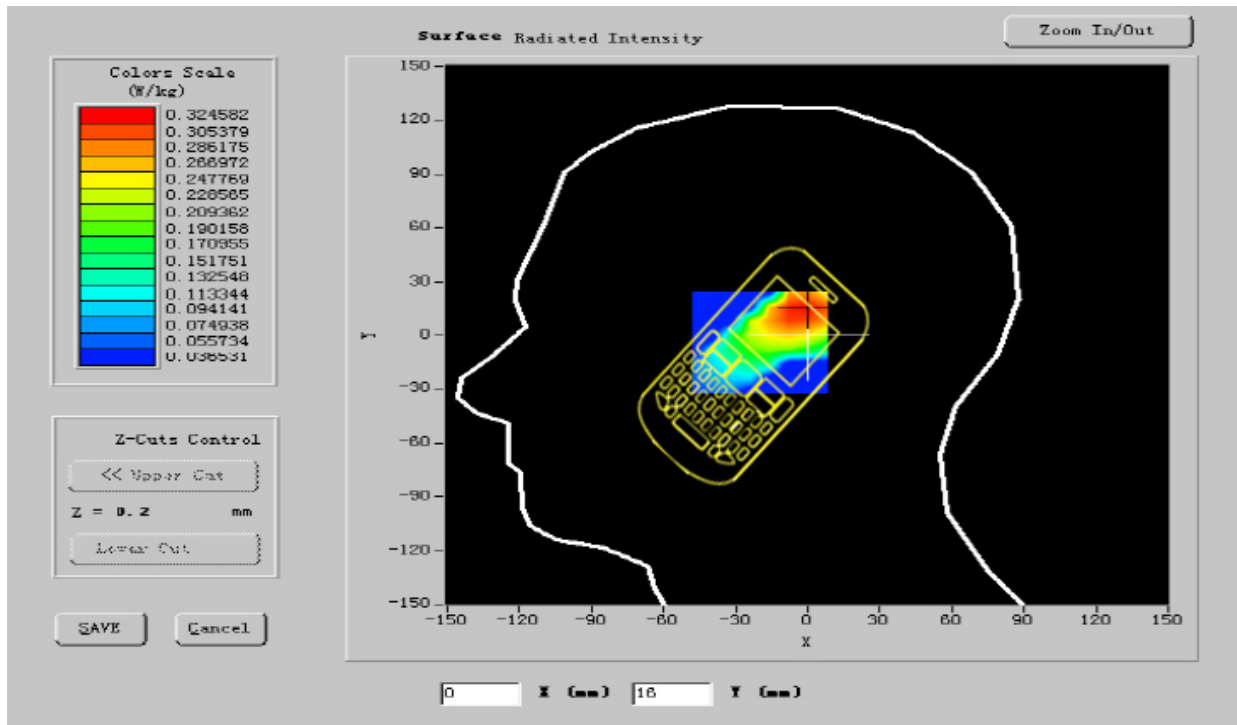 Surface Radiated Intensity
Zoom In/Out
Colors Scale
(W/kg)
0.324582
0.305379
0.286175
0.266972
0.247769
0.228565
0.209362
0.190158
0.170955
0.151751
0.132548
0.113344
0.094141
0.074938
0.055734
0.036531
150
120
90
60
30
0
-30
-60
-90
-120
-150
Y
-150 -120 -90 -60 -30 0 30 60 90 120 150
X
Z-Cuts Control
<< Upper Cut
Z = 0.2 mm
Lower Cut
SAVE Cancel
0 X (mm) 16 Y (mm)